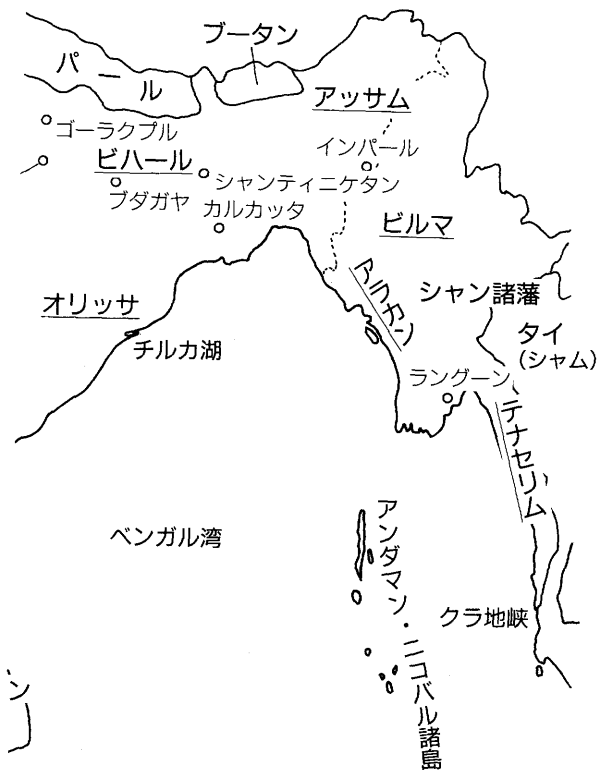 ブータン
パール
アッサム
ゴーラクプル
インパール
ビハール
シャンティニケタン
ブダガヤ
カルカッタ
ビルマ
アラカン
シャン諸藩
オリッサ
タイ
(シャム)
チルカ湖
ラングーン
テナセリム
ベンガル湾
アンダマン・ニコバル諸島
クラ地峡
ン